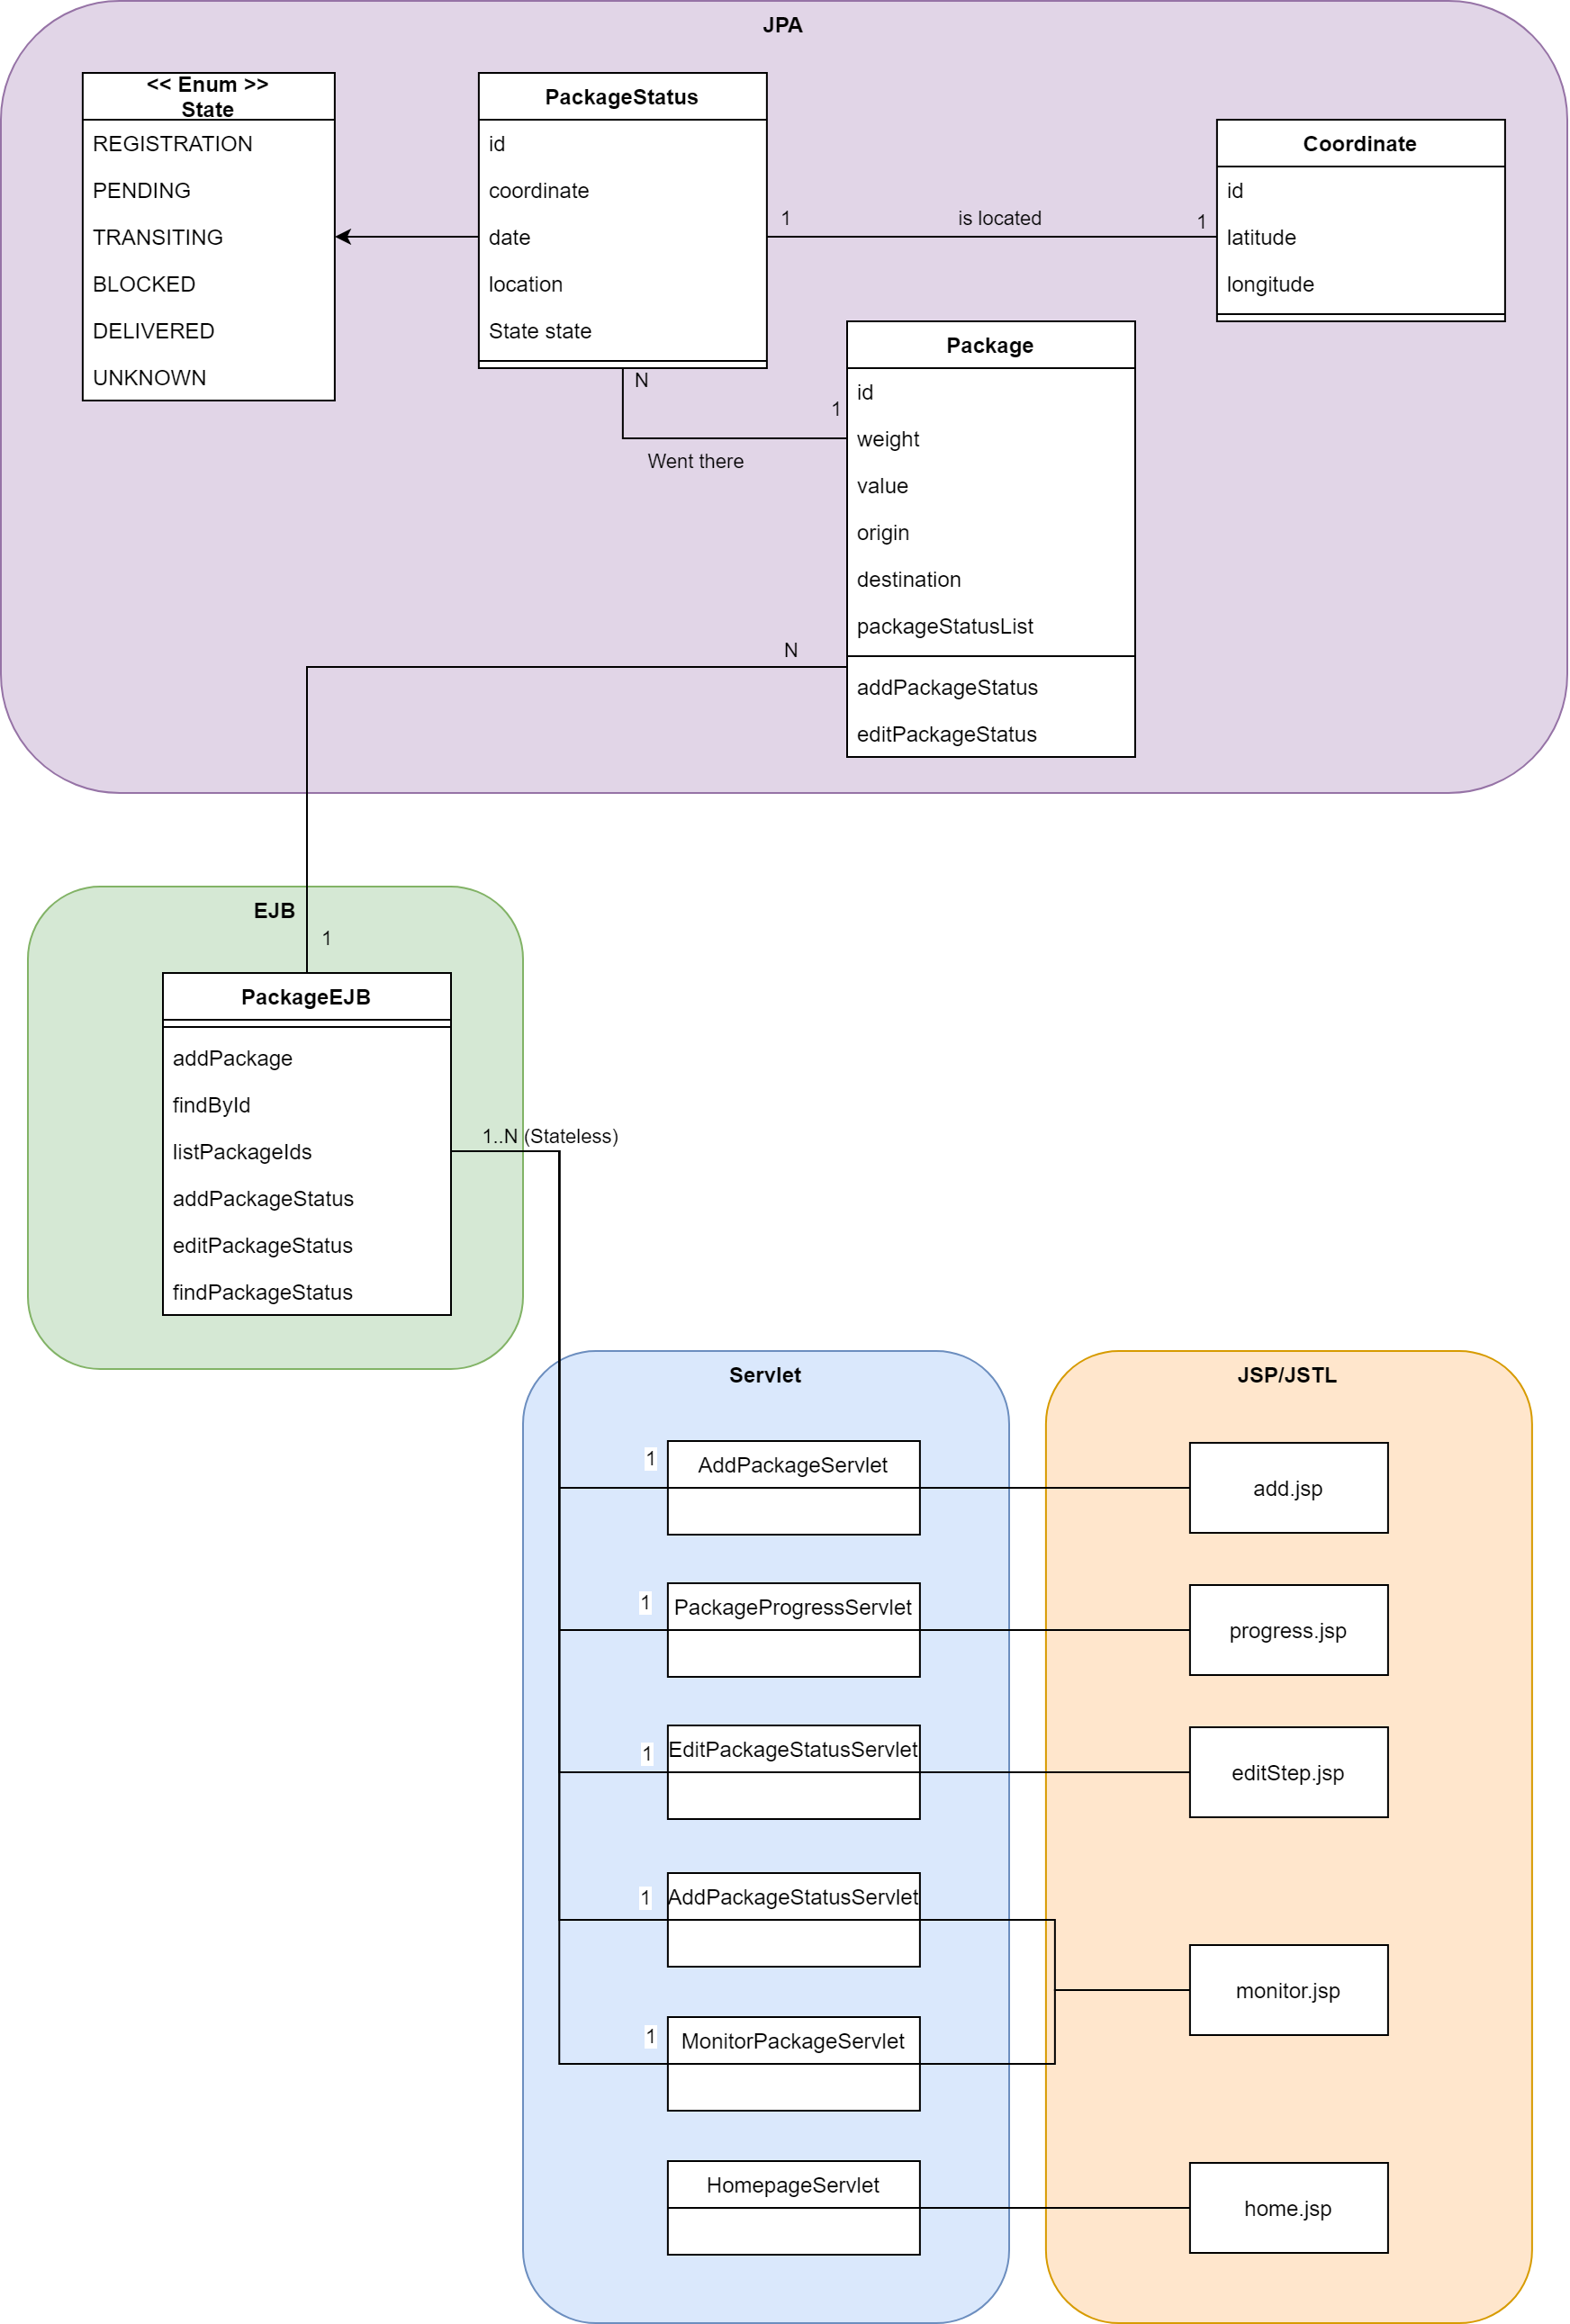 JPA
<< Enum >>
State
REGISTRATION
PENDING
TRANSITING
BLOCKED
DELIVERED
UNKNOWN
PackageStatus
id
coordinate
date
location
State state
1
is located
1
Coordinate
id
latitude
longitude
N
1
Went there
Package
id
weight
value
origin
destination
packageStatusList
addPackageStatus
editPackageStatus
N
EJB
1
PackageEJB
addPackage
findById
listPackageIds
addPackageStatus
editPackageStatus
findPackageStatus
1..N (Stateless)
Servlet
1
AddPackageServlet
1
PackageProgressServlet
1
EditPackageStatusServlet
1
AddPackageStatusServlet
1
MonitorPackageServlet
HomepageServlet
JSP/JSTL
add.jsp
progress.jsp
editStep.jsp
monitor.jsp
home.jsp